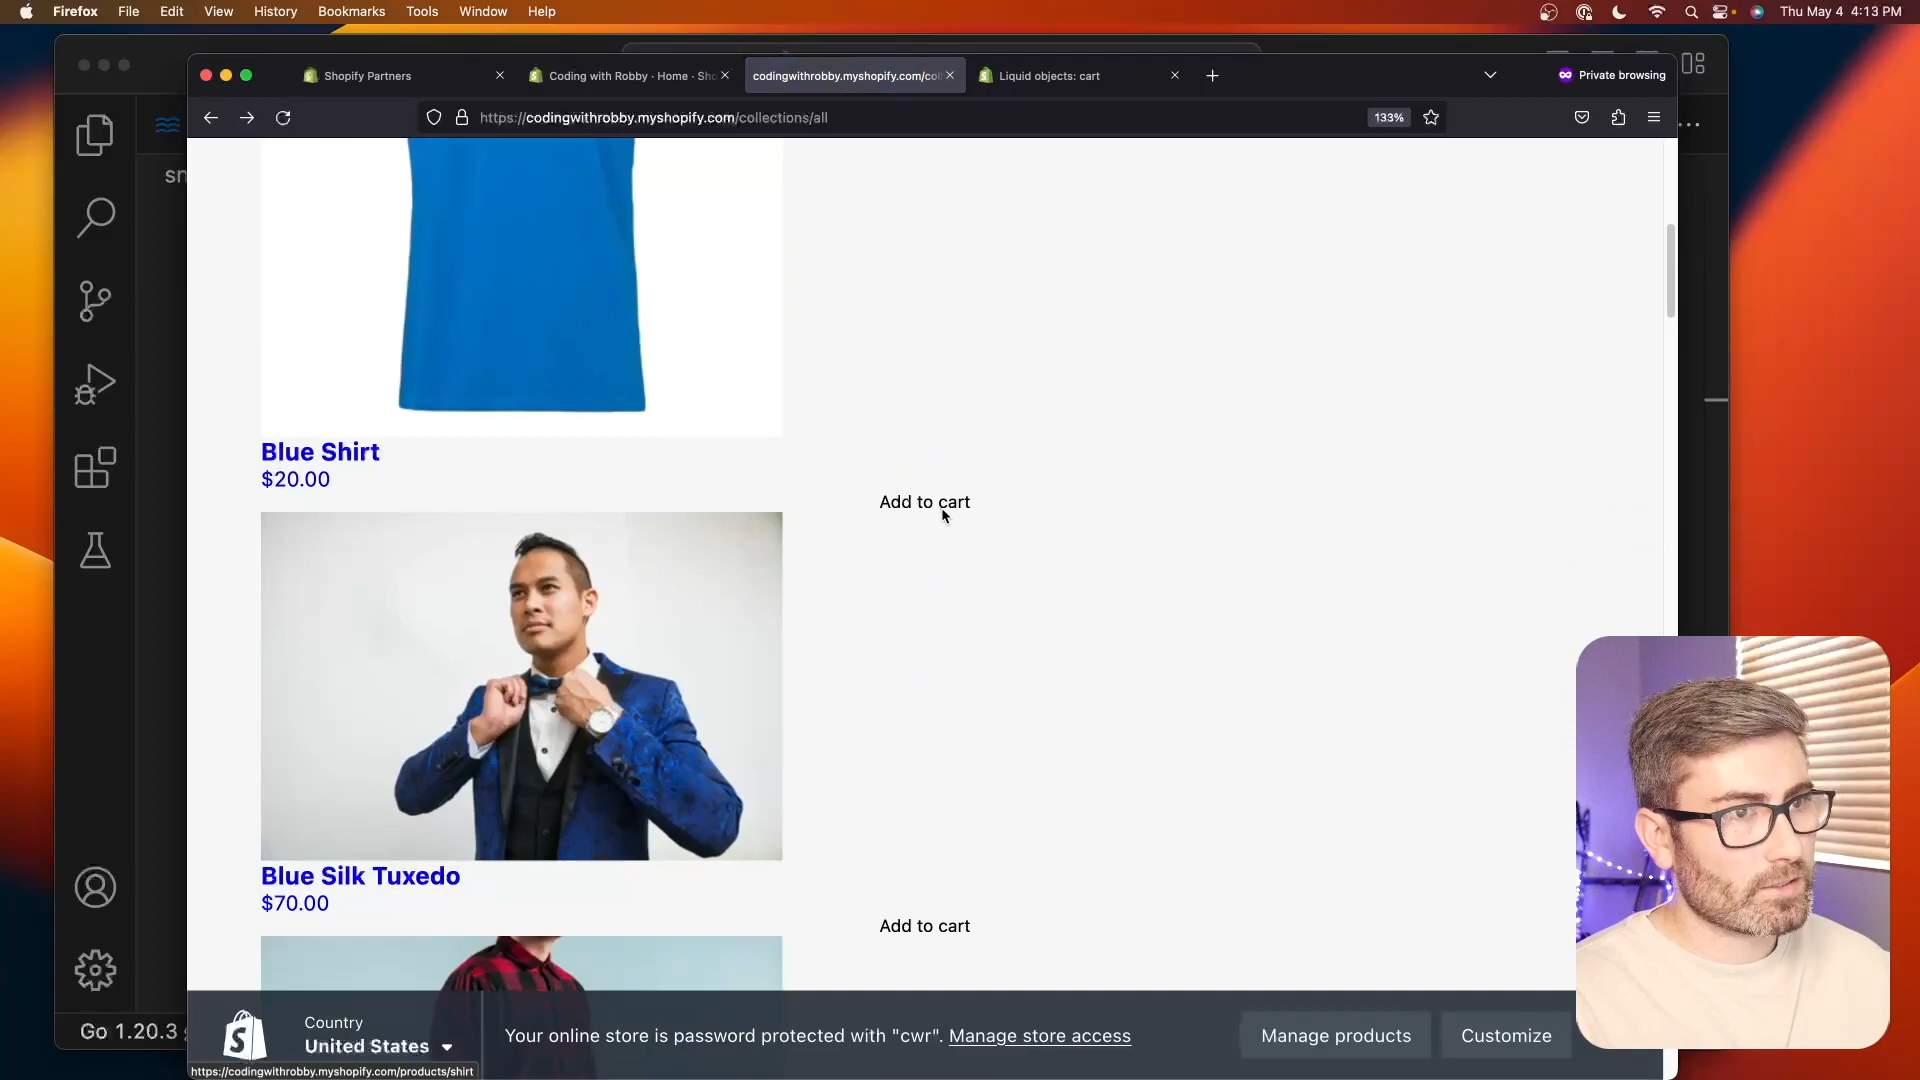 Firefox File Edit View History Bookmarks Tools Window Help
Thu May 4 4:13 PM
Shopify Partners
Coding with Robby · Home · Sho
codingwithrobby.myshopify.com/col
Liquid objects: cart
Private browsing
https://codingwithrobby.myshopify.com/collections/all
133%
sn
Blue Shirt
$20.00
Add to cart
Blue Silk Tuxedo
$70.00
Add to cart
Country
United States
Your online store is password protected with "cwr". Manage store access
Manage products
Customize
Go 1.20.3
https://codingwithrobby.myshopify.com/products/shirt